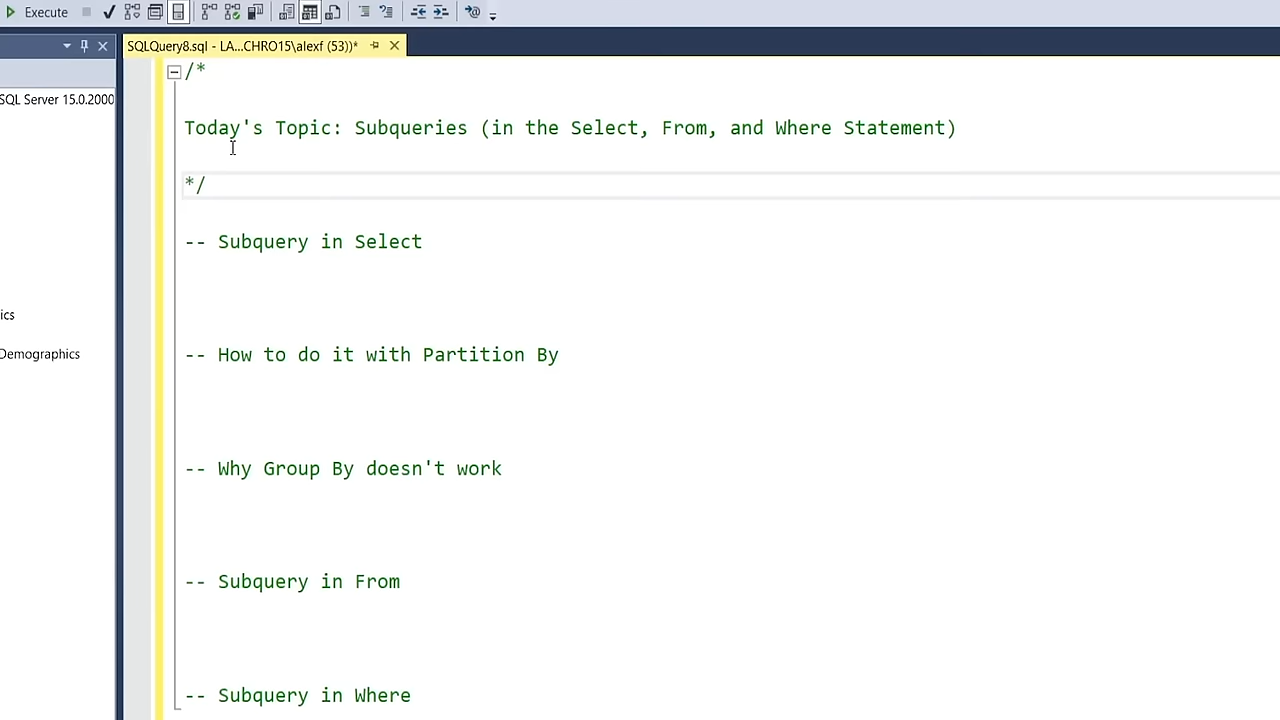 Execute
SQLQuery8.sql - LA...CHRO15\alexf (53))*
SQL Server 15.0.2000
ics
Demographics
/*
Today's Topic: Subqueries (in the Select, From, and Where Statement)
*/
-- Subquery in Select
-- How to do it with Partition By
-- Why Group By doesn't work
-- Subquery in From
-- Subquery in Where